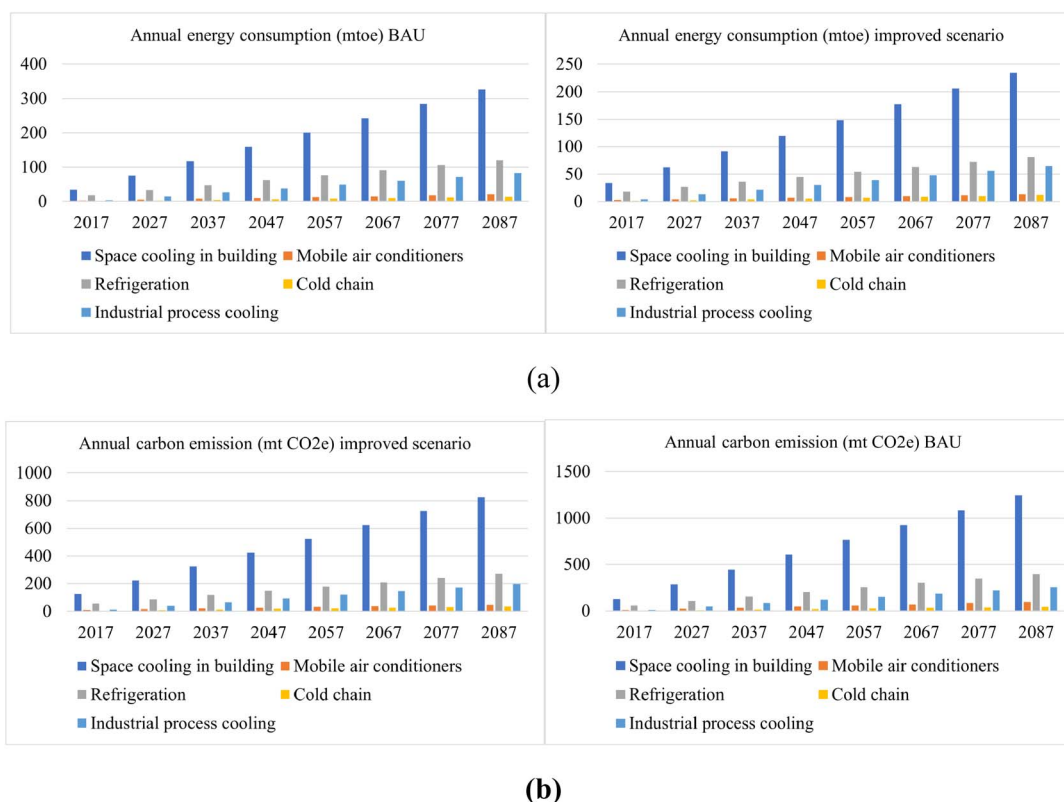 Annual energy consumption (mtoe) BAU
400
300
200
100
0
2017 2027 2037 2047 2057 2067 2077 2087
Space cooling in building Mobile air conditioners
Refrigeration Cold chain
Industrial process cooling
Annual energy consumption (mtoe) improved scenario
250
200
150
100
50
0
2017 2027 2037 2047 2057 2067 2077 2087
Space cooling in building Mobile air conditioners
Refrigeration Cold chain
Industrial process cooling
(a)
Annual carbon emission (mt CO2e) improved scenario
1000
800
600
400
200
0
2017 2027 2037 2047 2057 2067 2077 2087
Space cooling in building Mobile air conditioners
Refrigeration Cold chain
Industrial process cooling
Annual carbon emission (mt CO2e) BAU
1500
1000
500
0
2017 2027 2037 2047 2057 2067 2077 2087
Space cooling in building Mobile air conditioners
Refrigeration Cold chain
Industrial process cooling
(b)